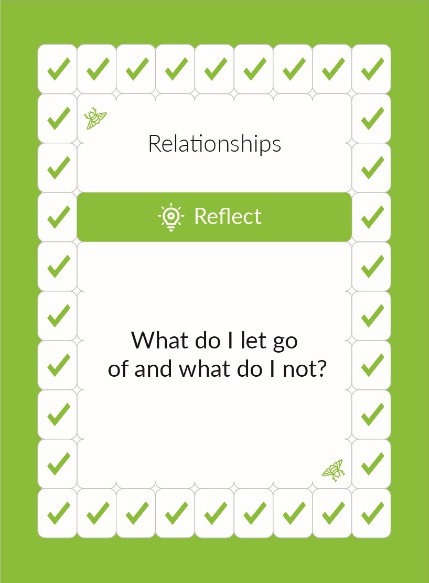 Relationships
Reflect
What do I let go
of and what do I not?